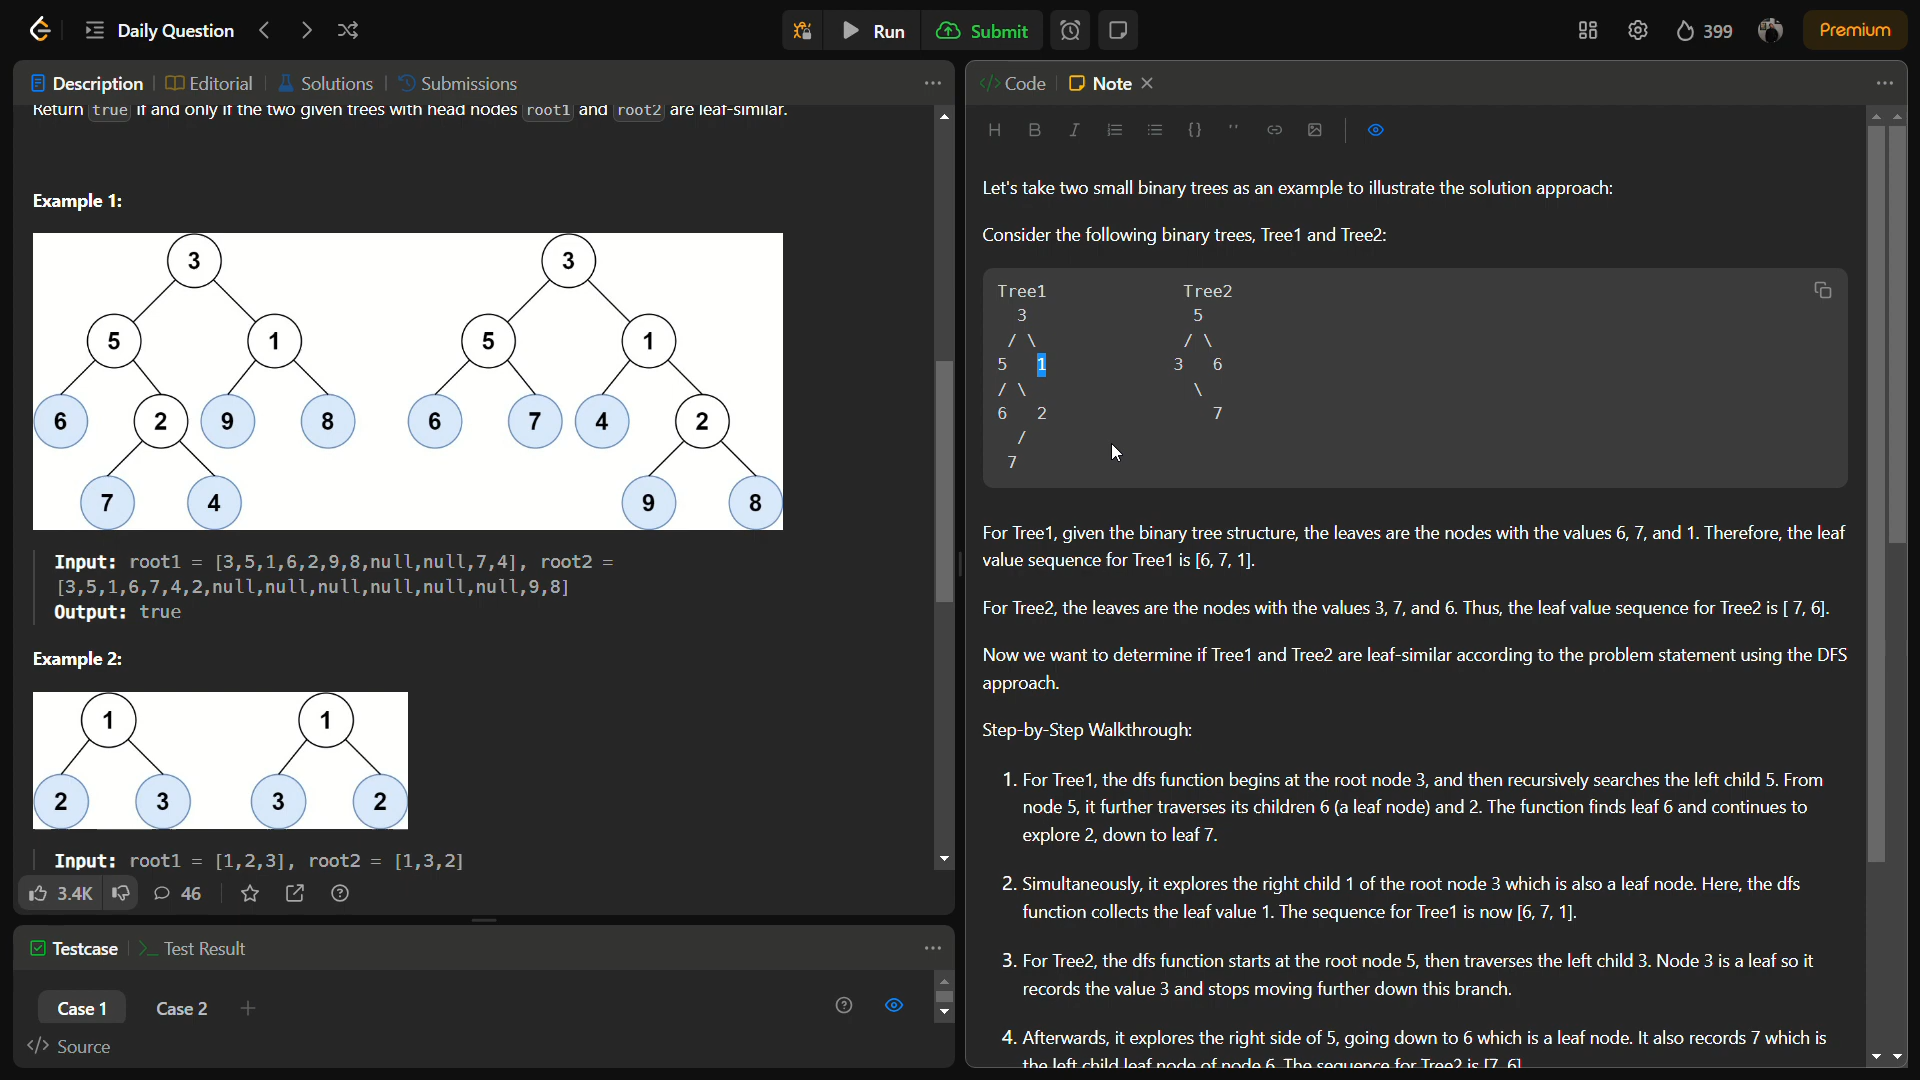 Daily Question
Run
Submit
399
Premium
Description
Editorial
Solutions
Submissions
Return true if and only if the two given trees with head nodes root1 and root2 are leaf-similar.
Example 1:
3 3
5 1 5 1
6 2 9 8 6 7 4 2
7 4 9 8
Input: root1 = [3,5,1,6,2,9,8,null,null,7,4], root2 =
[3,5,1,6,7,4,2,null,null,null,null,null,null,9,8]
Output: true
Example 2:
1 1
2 3 3 2
Input: root1 = [1,2,3], root2 = [1,3,2]
3.4K
46
Testcase
>_ Test Result
Case 1
Case 2
+
</> Source
</> Code
Note
H B I {} "
Let's take two small binary trees as an example to illustrate the solution approach:
Consider the following binary trees, Tree1 and Tree2:
Tree1 Tree2
3 5
/ \ / \
5 1 3 6
/ \ \
6 2 7
/
7
For Tree1, given the binary tree structure, the leaves are the nodes with the values 6, 7, and 1. Therefore, the leaf
value sequence for Tree1 is [6, 7, 1].
For Tree2, the leaves are the nodes with the values 3, 7, and 6. Thus, the leaf value sequence for Tree2 is [ 7, 6].
Now we want to determine if Tree1 and Tree2 are leaf-similar according to the problem statement using the DFS
approach.
Step-by-Step Walkthrough:
1. For Tree1, the dfs function begins at the root node 3, and then recursively searches the left child 5. From
node 5, it further traverses its children 6 (a leaf node) and 2. The function finds leaf 6 and continues to
explore 2, down to leaf 7.
2. Simultaneously, it explores the right child 1 of the root node 3 which is also a leaf node. Here, the dfs
function collects the leaf value 1. The sequence for Tree1 is now [6, 7, 1].
3. For Tree2, the dfs function starts at the root node 5, then traverses the left child 3. Node 3 is a leaf so it
records the value 3 and stops moving further down this branch.
4. Afterwards, it explores the right side of 5, going down to 6 which is a leaf node. It also records 7 which is
the left child leaf node of node 6. The sequence for Tree2 is [7, 6].